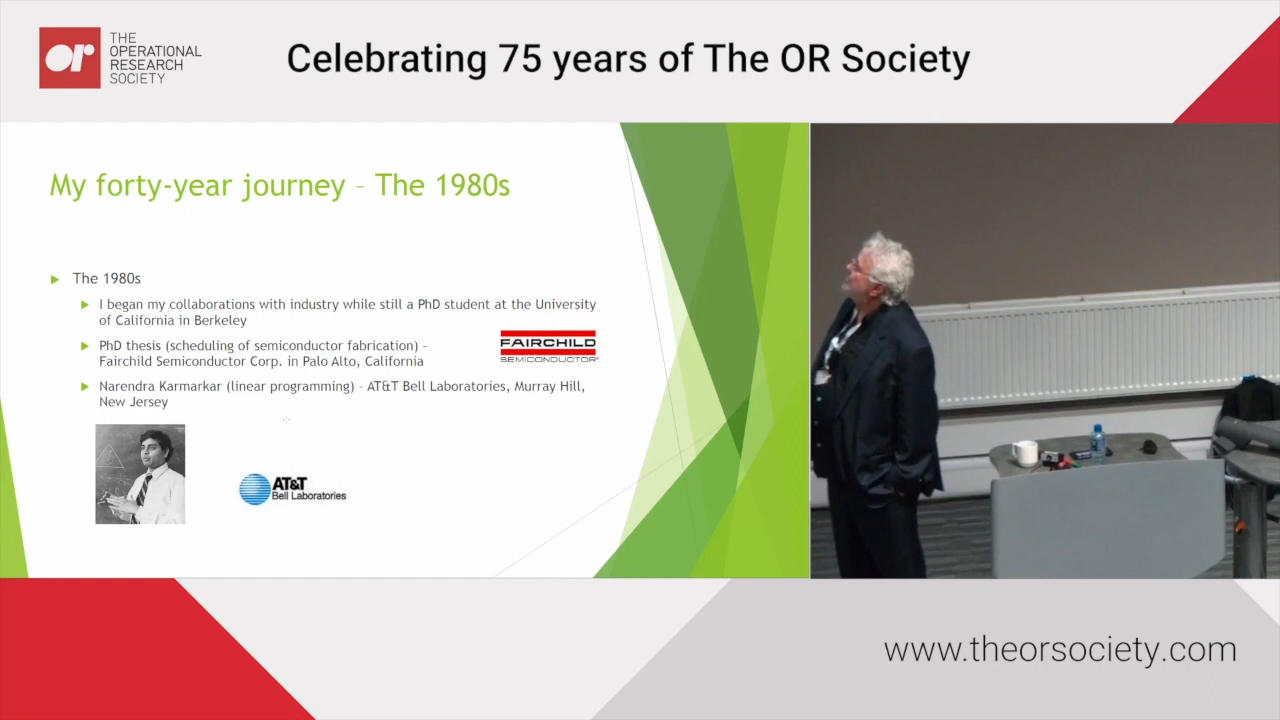 or
THE
OPERATIONAL
RESEARCH
SOCIETY
Celebrating 75 years of The OR Society
My forty-year journey – The 1980s
The 1980s
I began my collaborations with industry while still a PhD student at the University
of California in Berkeley
PhD thesis (scheduling of semiconductor fabrication) –
Fairchild Semiconductor Corp. in Palo Alto, California
FAIRCHILD
SEMICONDUCTOR®
Narendra Karmarkar (linear programming) – AT&T Bell Laboratories, Murray Hill,
New Jersey
AT&T
Bell Laboratories
www.theorsociety.com